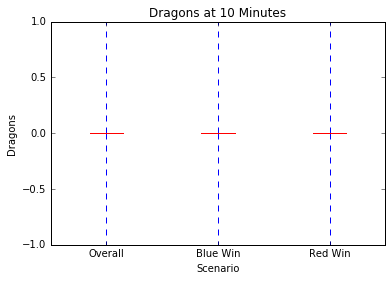 Dragons at 10 Minutes
1.0
0.5
0.0
−0.5
−1.0
Dragons
Overall Blue Win Red Win
Scenario